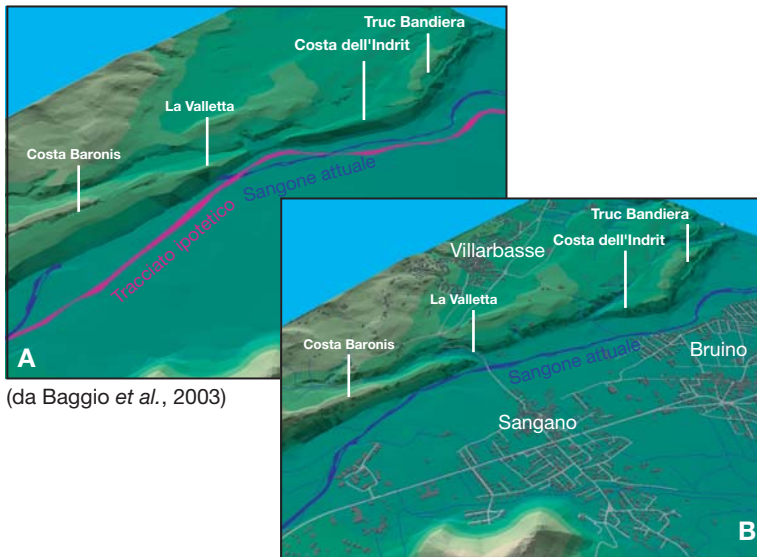 Truc Bandiera
Costa dell'Indrit
La Valletta
Costa Baronis
Sangone attuale
Tracciato ipotetico
A
(da Baggio et al., 2003)
Truc Bandiera
Costa dell'Indrit
Villarbasse
La Valletta
Costa Baronis
Bruino
Sangone attuale
Sangano
B